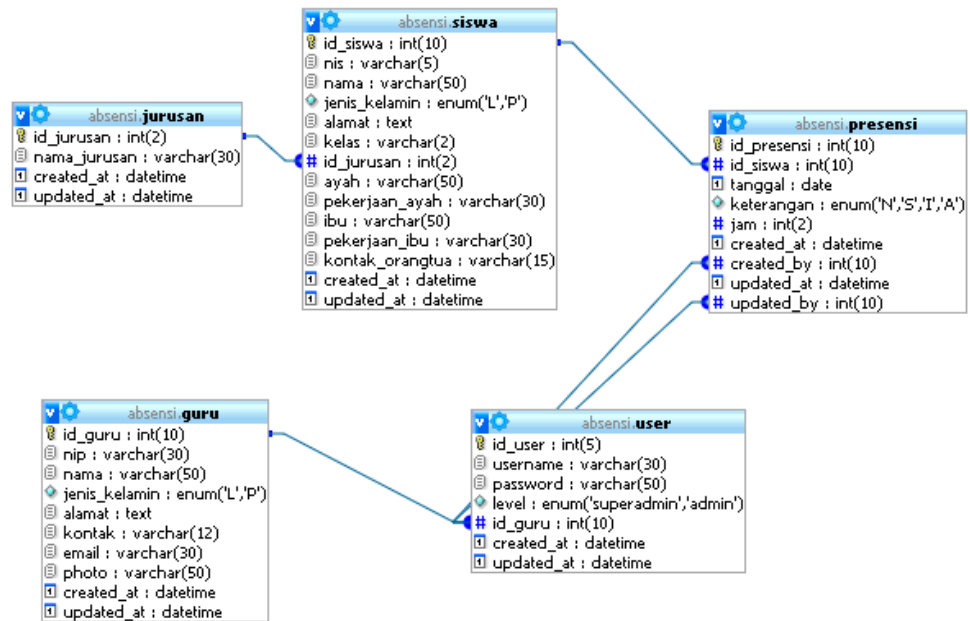 absensi.jurusan
id_jurusan : int(2)
nama_jurusan : varchar(30)
created_at : datetime
updated_at : datetime
absensi.siswa
id_siswa : int(10)
nis : varchar(5)
nama : varchar(50)
jenis_kelamin : enum('L','P')
alamat : text
kelas : varchar(2)
# id_jurusan : int(2)
ayah : varchar(50)
pekerjaan_ayah : varchar(30)
ibu : varchar(50)
pekerjaan_ibu : varchar(30)
kontak_orangtua : varchar(15)
created_at : datetime
updated_at : datetime
absensi.presensi
id_presensi : int(10)
# id_siswa : int(10)
tanggal : date
keterangan : enum('N','S','I','A')
# jam : int(2)
created_at : datetime
# created_by : int(10)
updated_at : datetime
# updated_by : int(10)
absensi.guru
id_guru : int(10)
nip : varchar(30)
nama : varchar(50)
jenis_kelamin : enum('L','P')
alamat : text
kontak : varchar(12)
email : varchar(30)
photo : varchar(50)
created_at : datetime
updated_at : datetime
absensi.user
id_user : int(5)
username : varchar(30)
password : varchar(50)
level : enum('superadmin','admin')
# id_guru : int(10)
created_at : datetime
updated_at : datetime